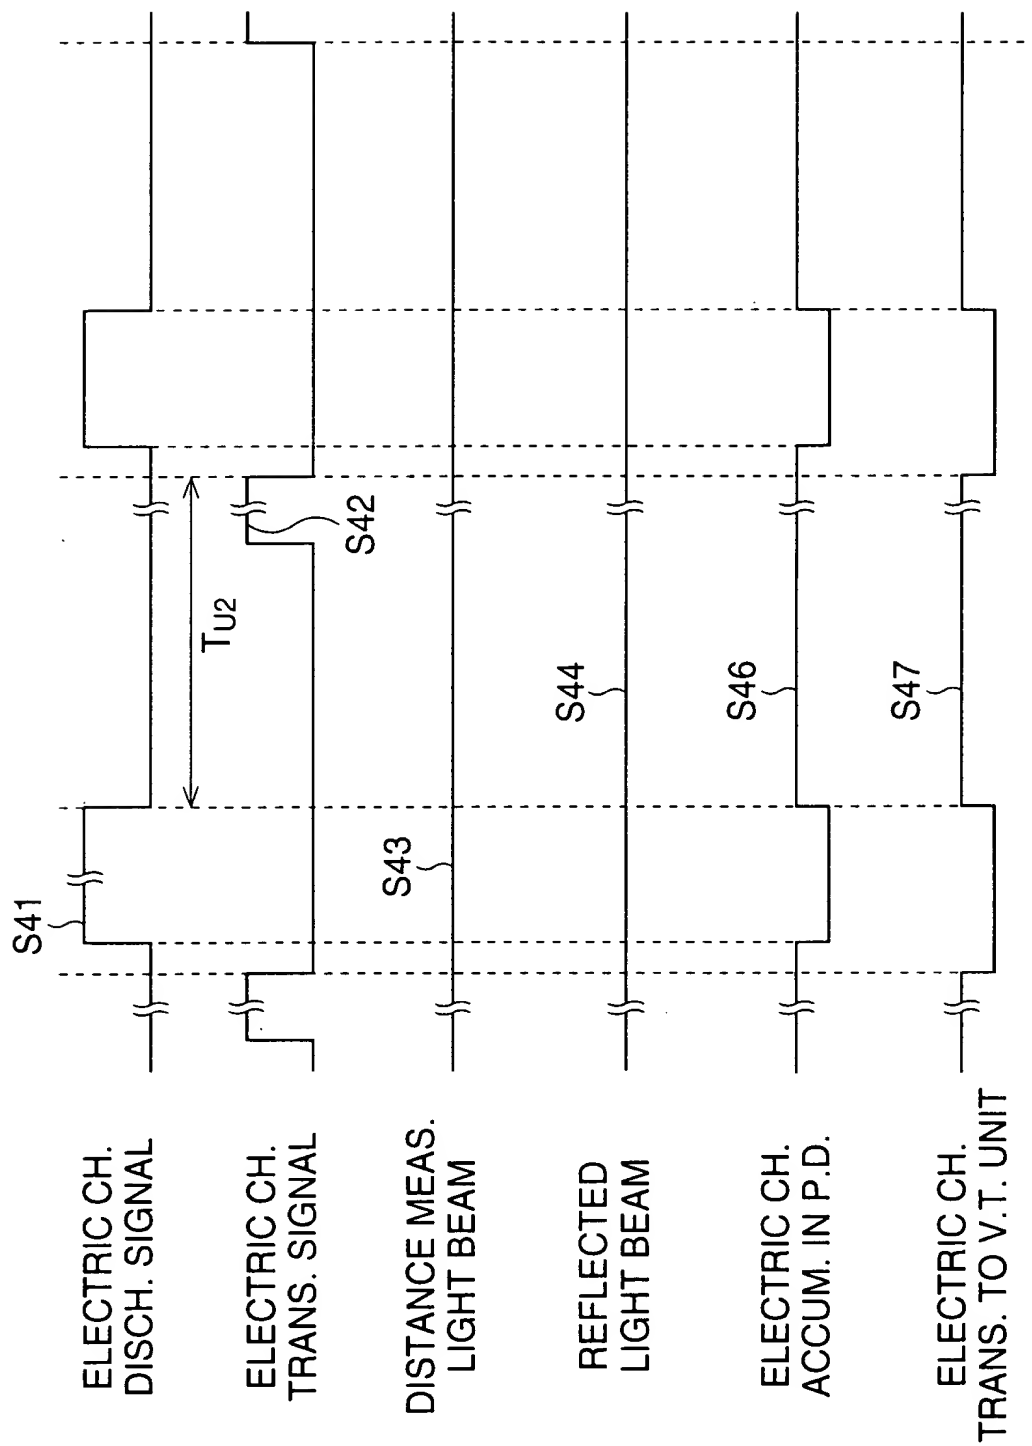 ELECTRIC CH.
DISCH. SIGNAL
S41
ELECTRIC CH.
TRANS. SIGNAL
TU2
S42
DISTANCE MEAS.
LIGHT BEAM
S43
REFLECTED
LIGHT BEAM
S44
ELECTRIC CH.
ACCUM. IN P.D.
S46
ELECTRIC CH.
TRANS. TO V.T. UNIT
S47